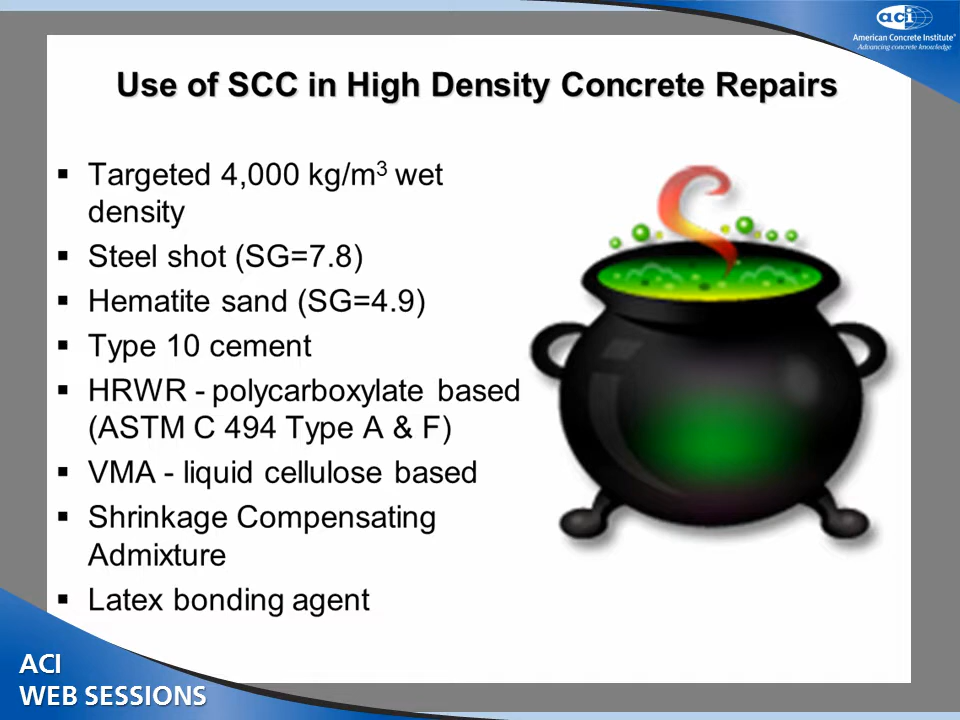 aci
American Concrete Institute®
Advancing concrete knowledge
Use of SCC in High Density Concrete Repairs
▪ Targeted 4,000 kg/m³ wet
density
▪ Steel shot (SG=7.8)
▪ Hematite sand (SG=4.9)
▪ Type 10 cement
▪ HRWR - polycarboxylate based
(ASTM C 494 Type A & F)
▪ VMA - liquid cellulose based
▪ Shrinkage Compensating
Admixture
▪ Latex bonding agent
ACI
WEB SESSIONS